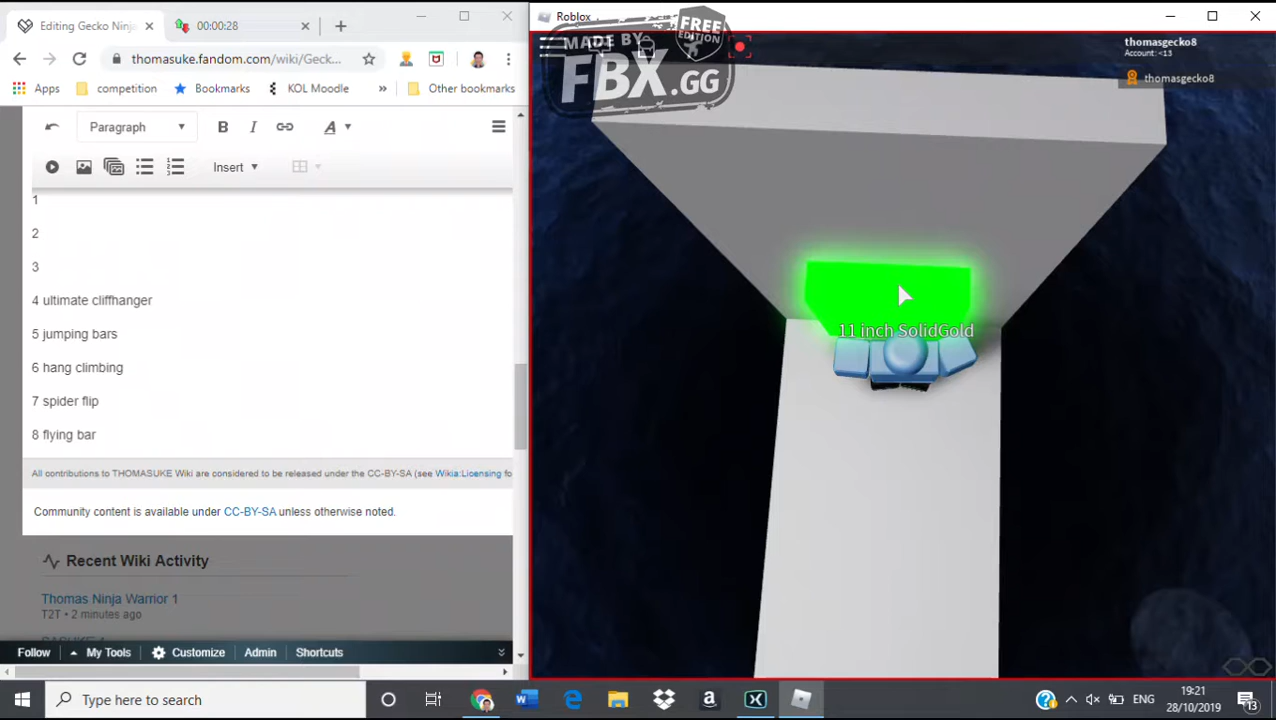 Editing Gecko Ninja
00:00:28
Roblox
thomasuke.fandom.com/wiki/Geck...
Apps
competition
Bookmarks
KOL Moodle
»
Other bookmarks
MADE BY
FREE
EDITION
FBX.GG
thomasgecko8
Account: <13
thomasgecko8
Paragraph
B
I
A
Insert
1
2
3
4 ultimate cliffhanger
5 jumping bars
6 hang climbing
7 spider flip
8 flying bar
11 inch SolidGold
All contributions to THOMASUKE Wiki are considered to be released under the CC-BY-SA (see Wikia:Licensing fo
Community content is available under CC-BY-SA unless otherwise noted.
Recent Wiki Activity
Thomas Ninja Warrior 1
T2T • 2 minutes ago
Follow
My Tools
Customize
Admin
Shortcuts
Type here to search
ENG
19:21
28/10/2019
13